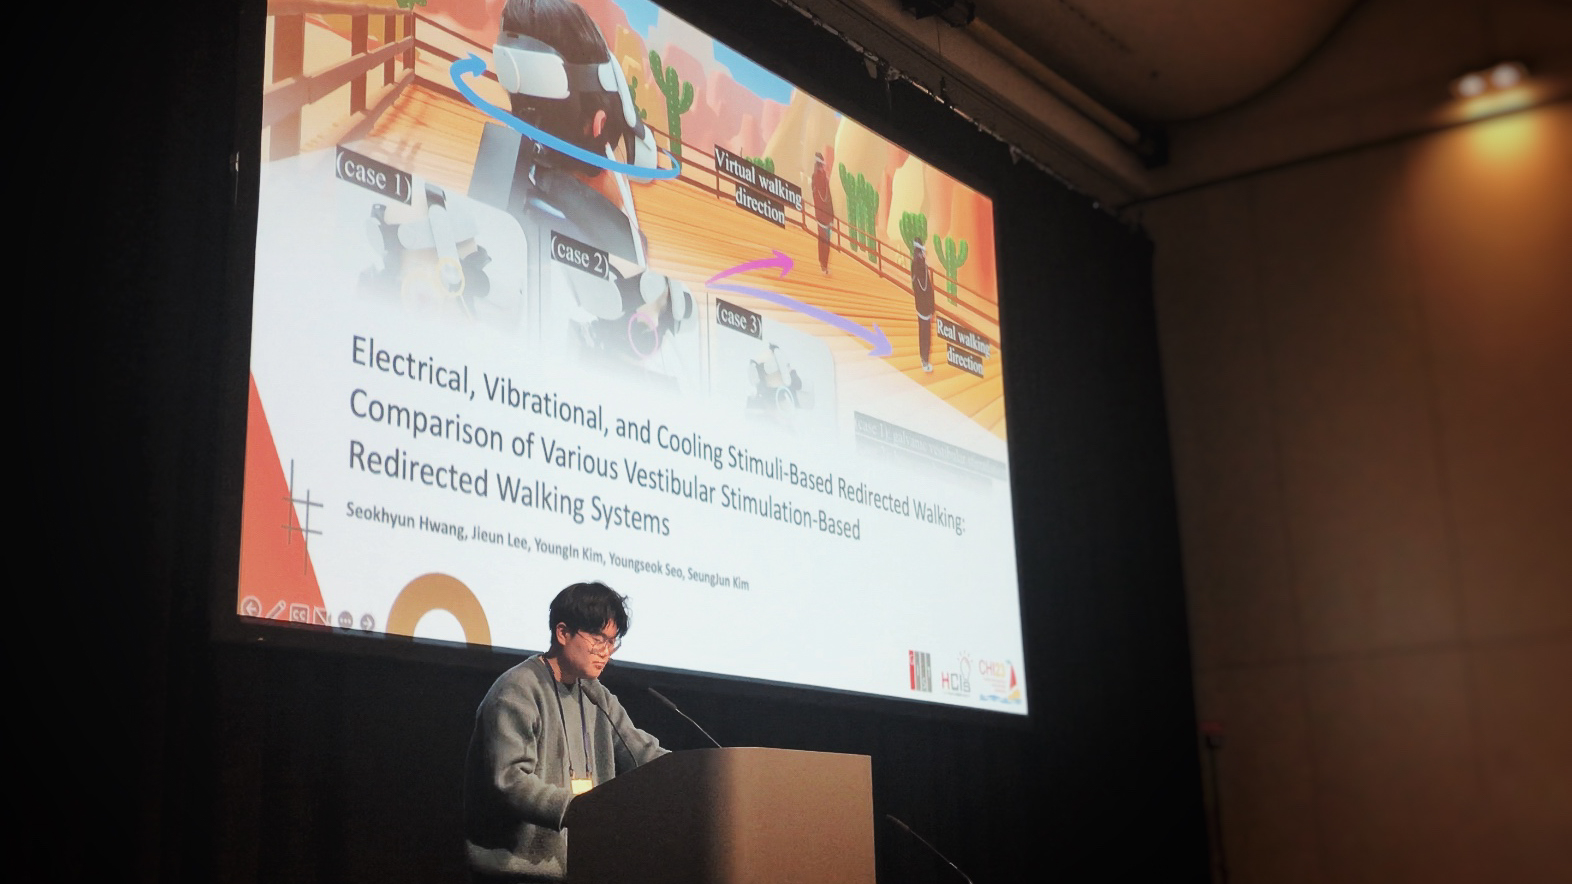 (case 1)
(case 2)
(case 3)
Virtual walking
direction
Real walking
direction
Electrical, Vibrational, and Cooling Stimuli-Based Redirected Walking:
Comparison of Various Vestibular Stimulation-Based
Redirected Walking Systems
Seokhyun Hwang, Jieun Lee, YoungIn Kim, Youngseok Seo, SeungJun Kim
CC
HCIS
CHI23